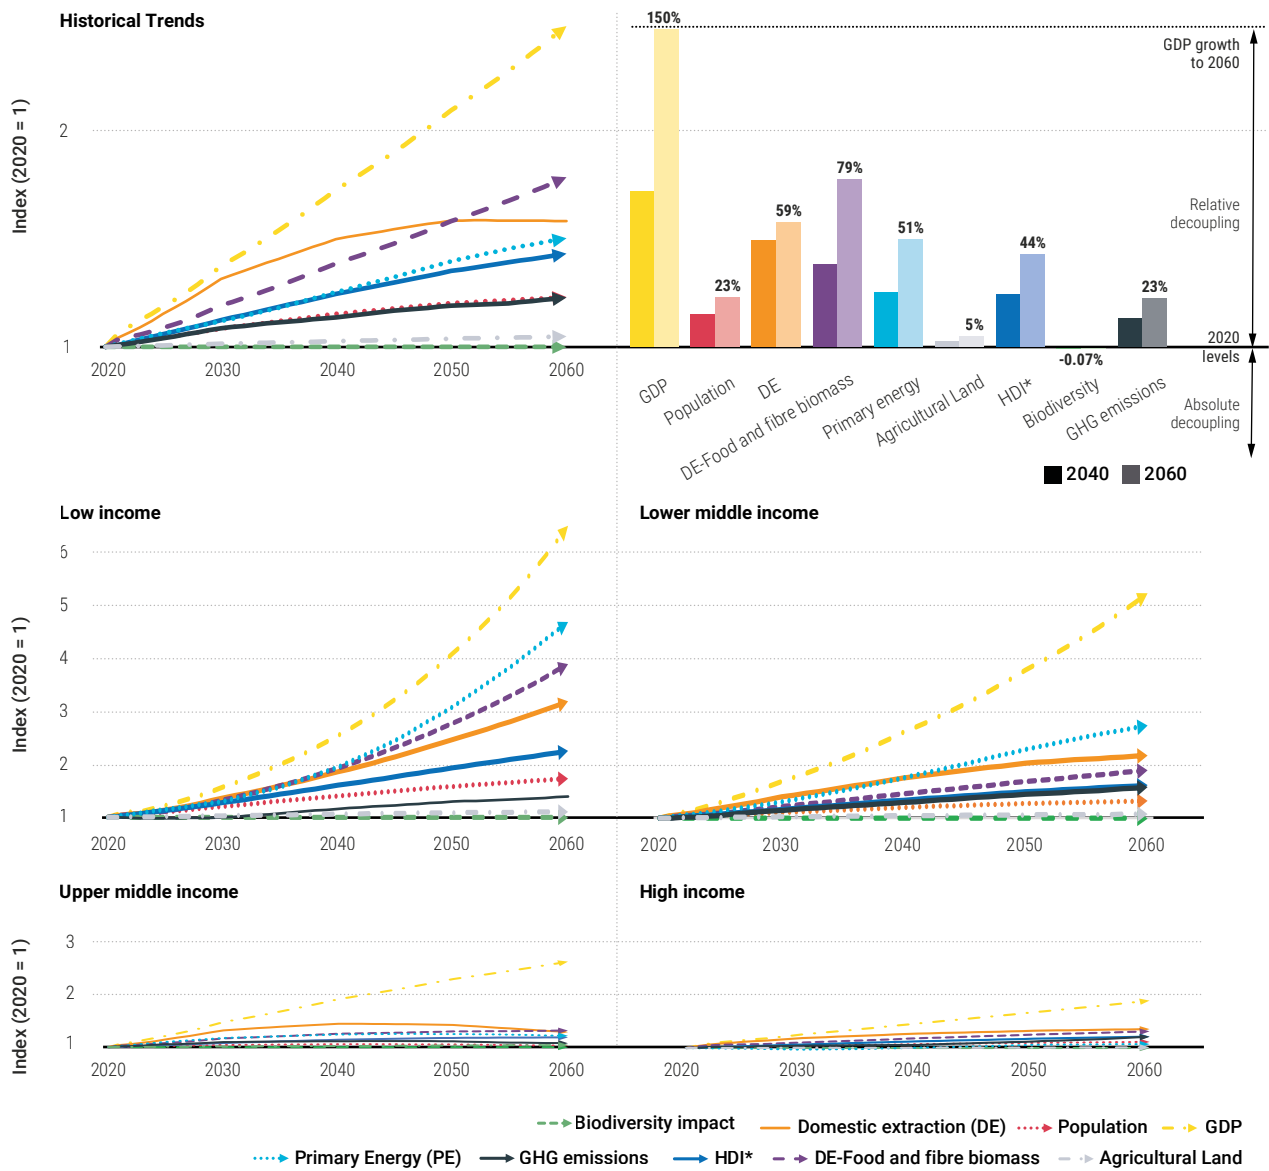 Historical Trends
Index (2020 = 1)
2
1
2020 2030 2040 2050 2060
150%
GDP growth
to 2060
79%
59%
51%
44%
23%
23%
5%
-0.07%
Relative
decoupling
2020
levels
Absolute
decoupling
GDP
Population
DE
DE-Food and fibre biomass
Primary energy
Agricultural Land
HDI*
Biodiversity
GHG emissions
2040 2060
Low income
Index (2020 = 1)
6
5
4
3
2
1
2020 2030 2040 2050 2060
Lower middle income
2020 2030 2040 2050 2060
Upper middle income
Index (2020 = 1)
3
2
1
2020 2030 2040 2050 2060
High income
2020 2030 2040 2050 2060
Biodiversity impact Domestic extraction (DE) Population GDP
Primary Energy (PE) GHG emissions HDI* DE-Food and fibre biomass Agricultural Land